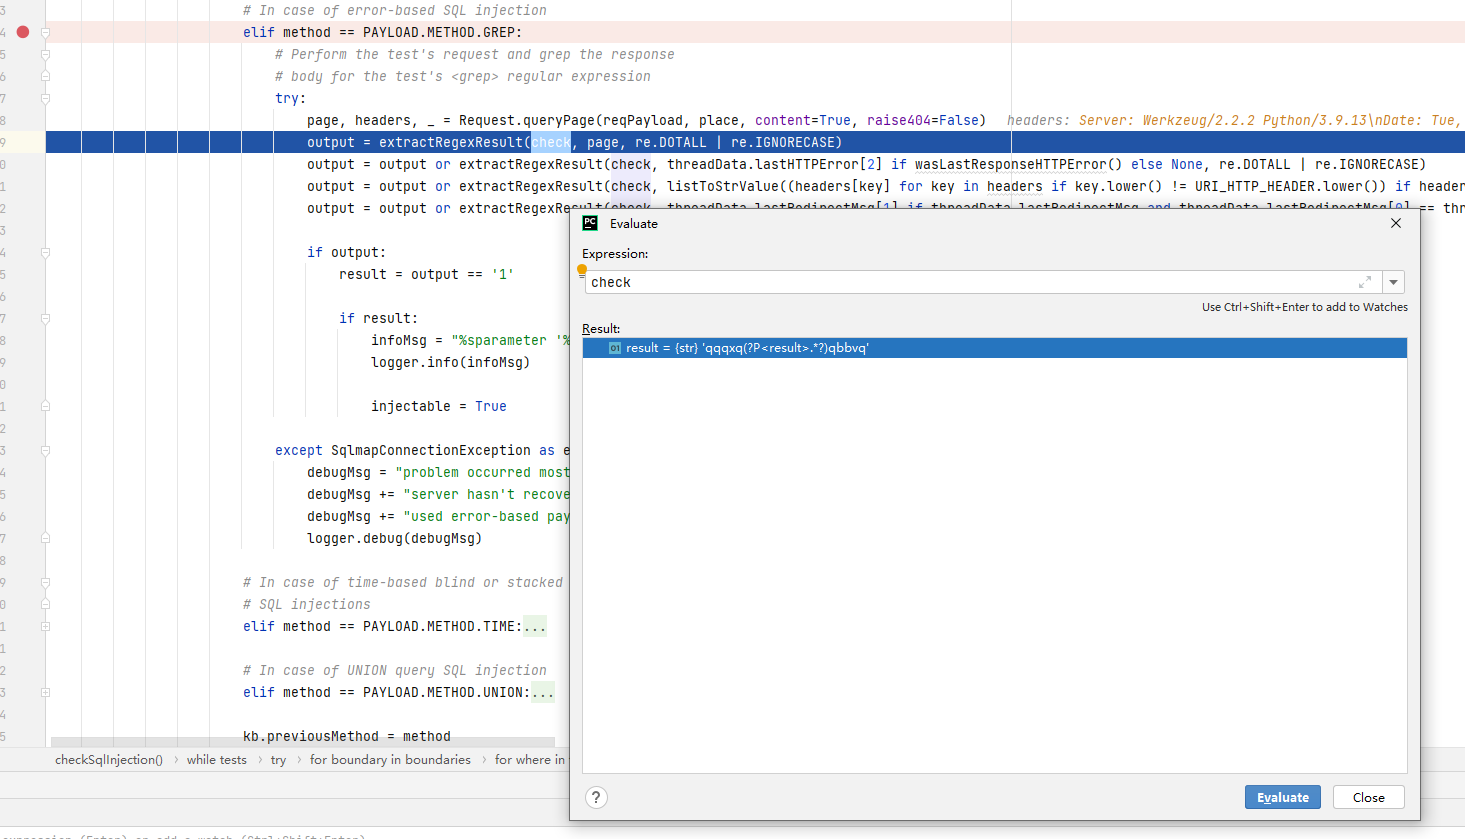 3 # In case of error-based SQL injection
4 elif method == PAYLOAD.METHOD.GREP:
5 # Perform the test's request and grep the response
6 # body for the test's <grep> regular expression
7 try:
8 page, headers, _ = Request.queryPage(reqPayload, place, content=True, raise404=False) headers: Server: Werkzeug/2.2.2 Python/3.9.13\nDate: Tue,
9 output = extractRegexResult(check, page, re.DOTALL | re.IGNORECASE)
0 output = output or extractRegexResult(check, threadData.lastHTTPError[2] if wasLastResponseHTTPError() else None, re.DOTALL | re.IGNORECASE)
1 output = output or extractRegexResult(check, listToStrValue((headers[key] for key in headers if key.lower() != URI_HTTP_HEADER.lower()) if header
2 output = output or extractRegexResult(check, threadData.lastRedirectMsg[1] if threadData.lastRedirectMsg and threadData.lastRedirectMsg[0] == thr
3
4 if output:
5 result = output == '1'
6
7 if result:
8 infoMsg = "%sparameter '%
9 logger.info(infoMsg)
0
1 injectable = True
2
3 except SqlmapConnectionException as e
4 debugMsg = "problem occurred most
5 debugMsg += "server hasn't recove
6 debugMsg += "used error-based pay
7 logger.debug(debugMsg)
8
9 # In case of time-based blind or stacked
0 # SQL injections
1 elif method == PAYLOAD.METHOD.TIME:...
1
2 # In case of UNION query SQL injection
3 elif method == PAYLOAD.METHOD.UNION:...
4
5 kb.previousMethod = method
checkSqlInjection() › while tests › try › for boundary in boundaries › for where in
PC Evaluate
Expression:
check
Use Ctrl+Shift+Enter to add to Watches
Result:
01 result = {str} 'qqqxq(?P<result>.*?)qbbvq'
? Evaluate Close